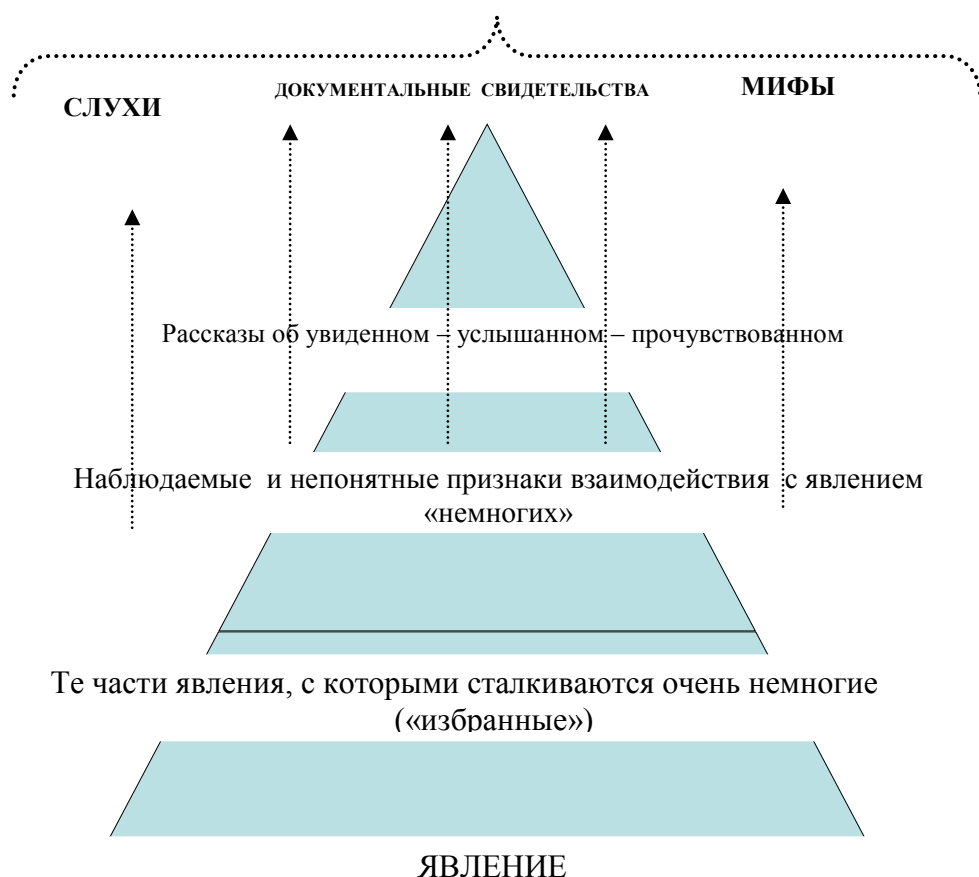 СЛУХИ
ДОКУМЕНТАЛЬНЫЕ СВИДЕТЕЛЬСТВА
МИФЫ
Рассказы об увиденном – услышанном – прочувствованном
Наблюдаемые и непонятные признаки взаимодействия с явлением
«немногих»
Те части явления, с которыми сталкиваются очень немногие
(«избранные»)
ЯВЛЕНИЕ